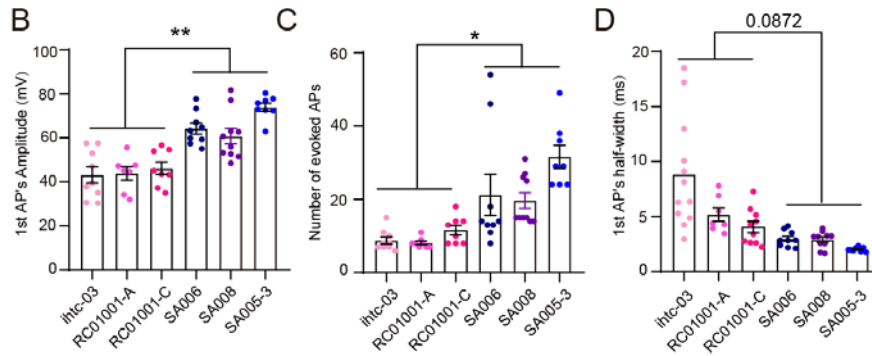 B
**
1st AP's Amplitude (mV)
100
80
60
40
20
0
ihtc-03
RC01001-A
RC01001-C
SA006
SA008
SA005-3
C
*
Number of evoked APs
60
40
20
0
ihtc-03
RC01001-A
RC01001-C
SA006
SA008
SA005-3
D
0.0872
1st AP's half-width (ms)
20
15
10
5
0
ihtc-03
RC01001-A
RC01001-C
SA006
SA008
SA005-3